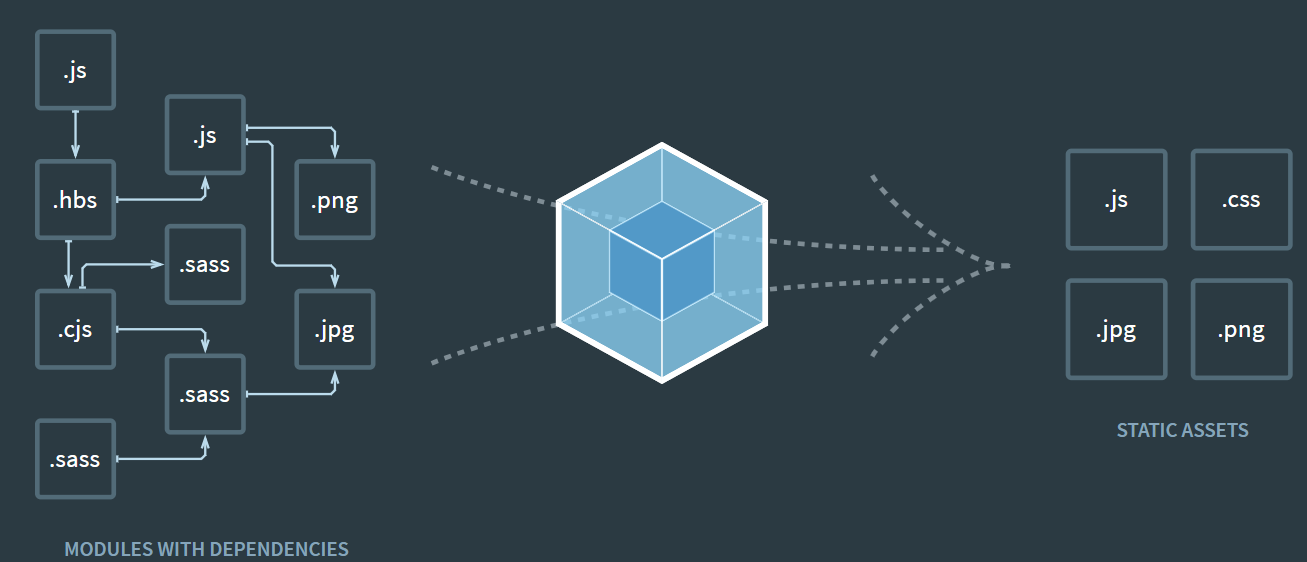 .js
.js
.hbs
.png
.sass
.cjs
.jpg
.sass
.sass
MODULES WITH DEPENDENCIES
.js
.css
.jpg
.png
STATIC ASSETS